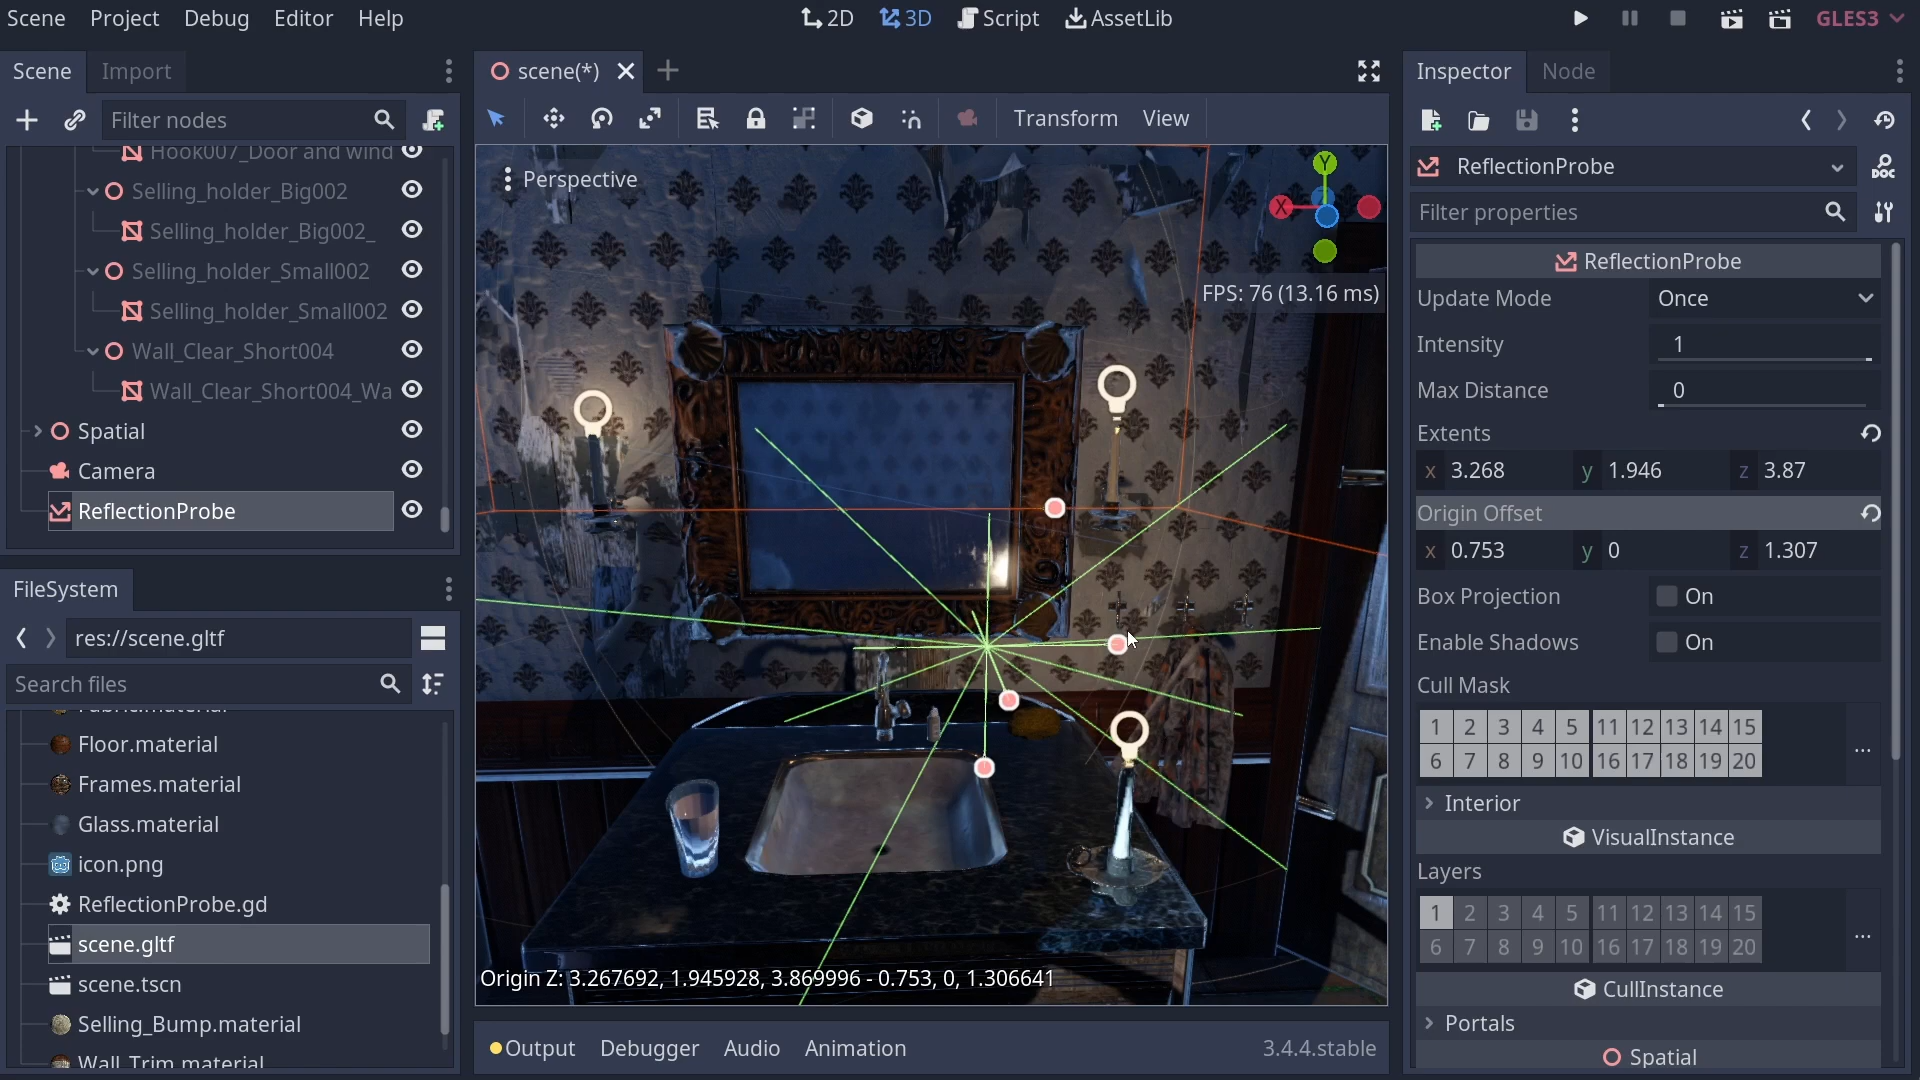 Scene Project Debug Editor Help
2D 3D Script AssetLib
GLES3
Scene Import
Filter nodes
Hook007_Door and wind
Selling_holder_Big002
Selling_holder_Big002_
Selling_holder_Small002
Selling_holder_Small002
Wall_Clear_Short004
Wall_Clear_Short004_Wa
Spatial
Camera
ReflectionProbe
FileSystem
res://scene.gltf
Search files
Fabric.material
Floor.material
Frames.material
Glass.material
icon.png
ReflectionProbe.gd
scene.gltf
scene.tscn
Selling_Bump.material
Wall_Trim.material
scene(*)
Transform View
Perspective
Y
X
FPS: 76 (13.16 ms)
Origin Z: 3.267692, 1.945928, 3.869996 - 0.753, 0, 1.306641
Output Debugger Audio Animation 3.4.4.stable
Inspector Node
ReflectionProbe
DOC
Filter properties
ReflectionProbe
Update Mode Once
Intensity 1
Max Distance 0
Extents
x 3.268 y 1.946 z 3.87
Origin Offset
x 0.753 y 0 z 1.307
Box Projection On
Enable Shadows On
Cull Mask
1 2 3 4 5 11 12 13 14 15
6 7 8 9 10 16 17 18 19 20
...
Interior
VisualInstance
Layers
1 2 3 4 5 11 12 13 14 15
6 7 8 9 10 16 17 18 19 20
...
CullInstance
Portals
Spatial